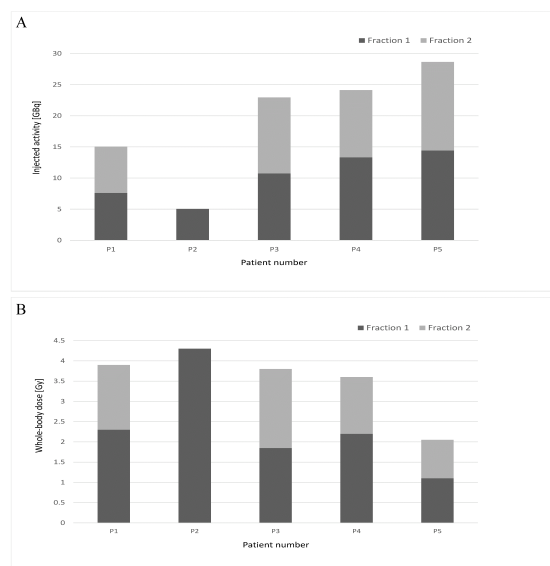 A
Fraction 1 Fraction 2
30
25
20
15
10
5
0
Injected activity [GBq]
P1 P2 P3 P4 P5
Patient number
B
Fraction 1 Fraction 2
4.5
4
3.5
3
2.5
2
1.5
1
0.5
0
Whole-body dose [Gy]
P1 P2 P3 P4 P5
Patient number